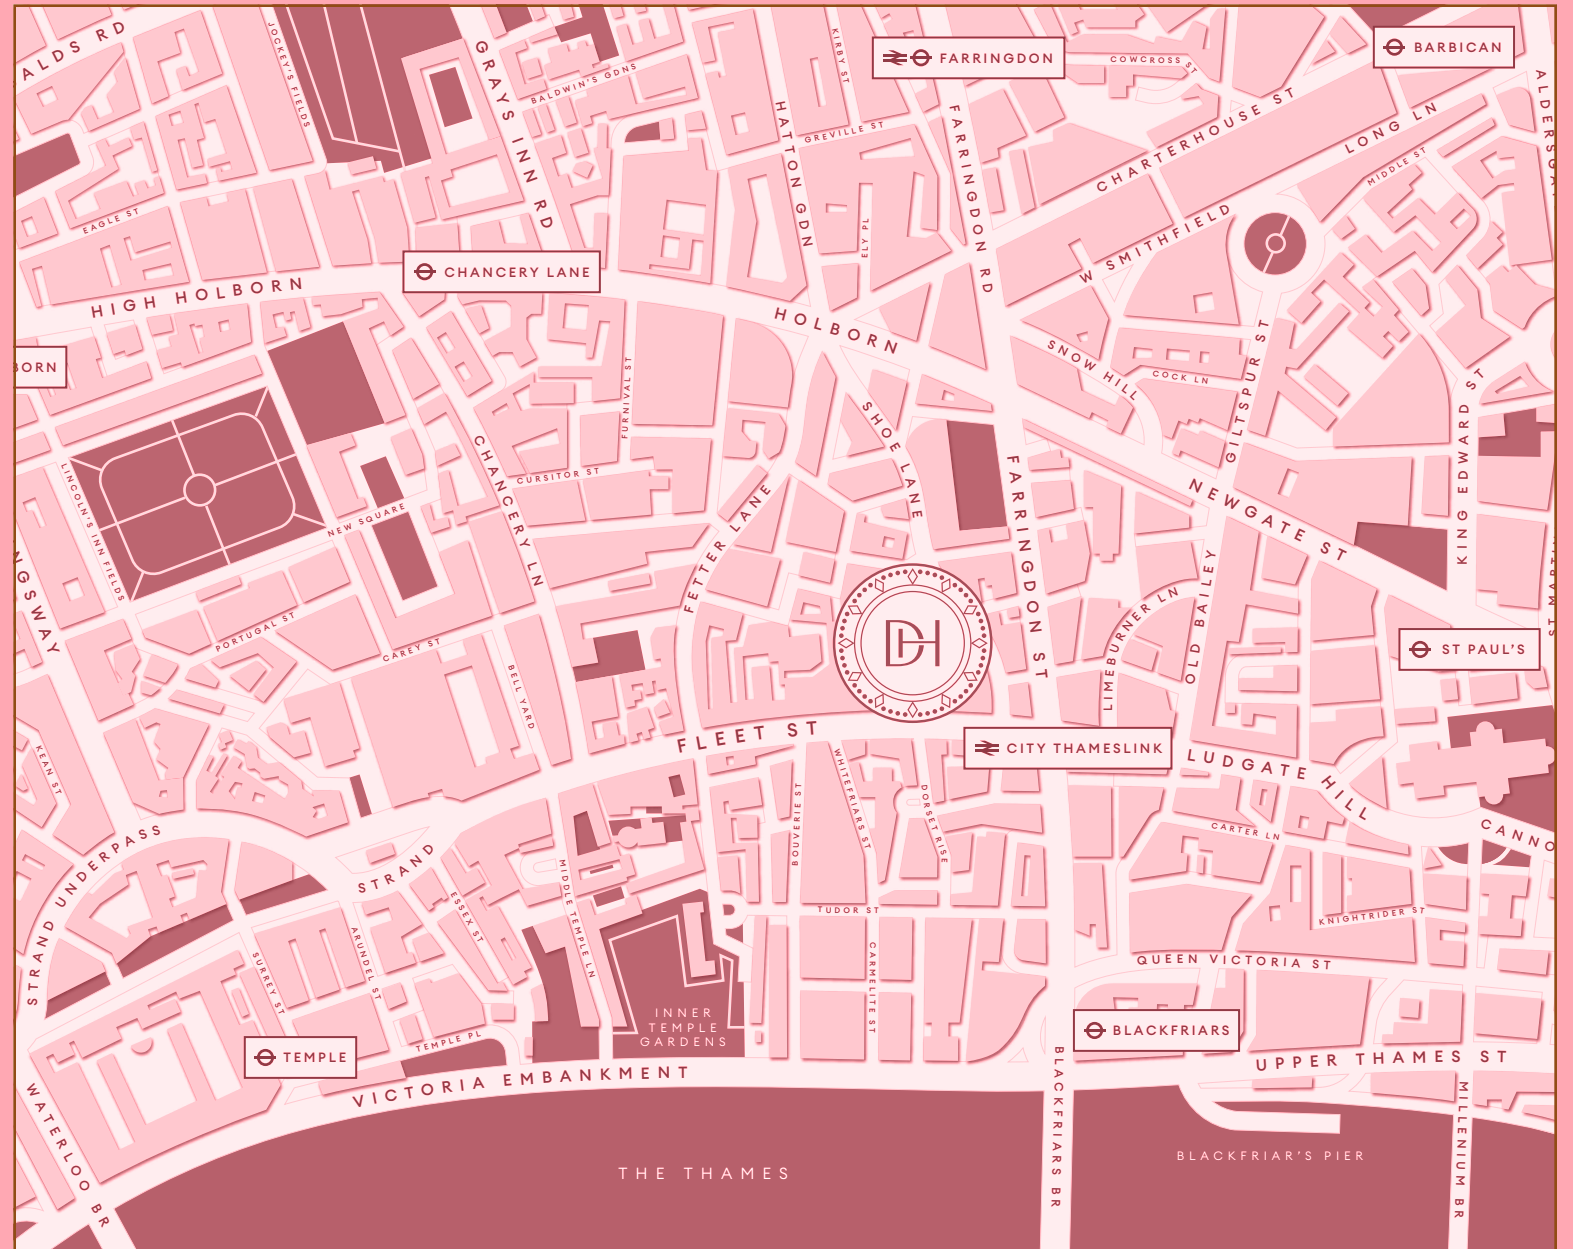 ALDS RD
JOCKEY'S FIELDS
GRAYS INN RD
BALDWIN'S GDNS
KIRBY ST
FARRINGDON
COWCROSS ST
BARBICAN
HATTON GDN
GREVILLE ST
FARRINGDON RD
CHARTERHOUSE ST
LONG LN
MIDDLE ST
EAGLE ST
ELY PL
W SMITHFIELD
CHANCERY LANE
HIGH HOLBORN
HOLBORN
SNOW HILL
COCK LN
GILTSPUR ST
BORN
FURNIVAL ST
SHOE LANE
KING EDWARD ST
LINCOLN'S INN FIELDS
CHANCERY LN
CURSITOR ST
NEW SQUARE
FETTER LANE
FARRINGDON ST
NEWGATE ST
NGSWAY
OLD BAILEY
LIMEBURNER LN
PORTUGAL ST
CAREY ST
BELL YARD
DH
ST PAUL'S
FLEET ST
CITY THAMESLINK
LUDGATE HILL
KEAN ST
WHITEFRIARS ST
BOUVERIE ST
DORSET RISE
CARTER LN
CANNO
STRAND UNDERPASS
STRAND
ESSEX ST
MIDDLE TEMPLE LN
TUDOR ST
KNIGHTRIDER ST
ARUNDEL ST
SURREY ST
CARMELITE ST
QUEEN VICTORIA ST
INNER
TEMPLE
GARDENS
BLACKFRIARS
TEMPLE
TEMPLE PL
VICTORIA EMBANKMENT
UPPER THAMES ST
WATERLOO BR
BLACKFRIARS BR
MILLENIUM BR
THE THAMES
BLACKFRIAR'S PIER